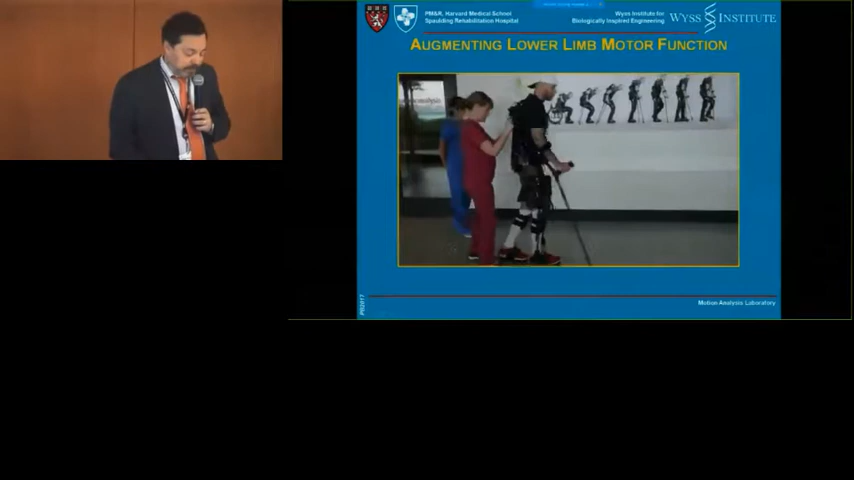 PM&R, Harvard Medical School
Spaulding Rehabilitation Hospital
Wyss Institute for
Biologically Inspired Engineering
WYSS INSTITUTE
AUGMENTING LOWER LIMB MOTOR FUNCTION
Motion Analysis Laboratory